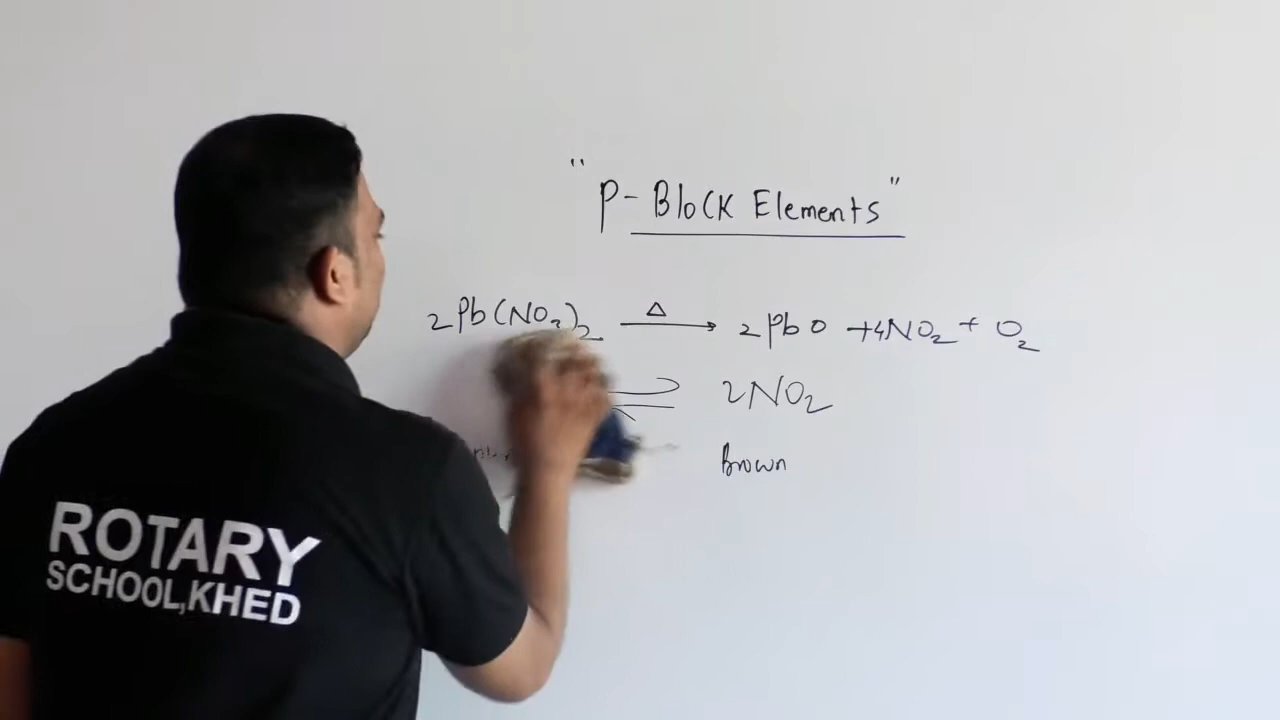 "P-Block Elements"
2Pb(NO₃)₂ —Δ→ 2PbO + 4NO₂ + O₂
⇌ 2NO₂
Brown
ROTARY
SCHOOL,KHED